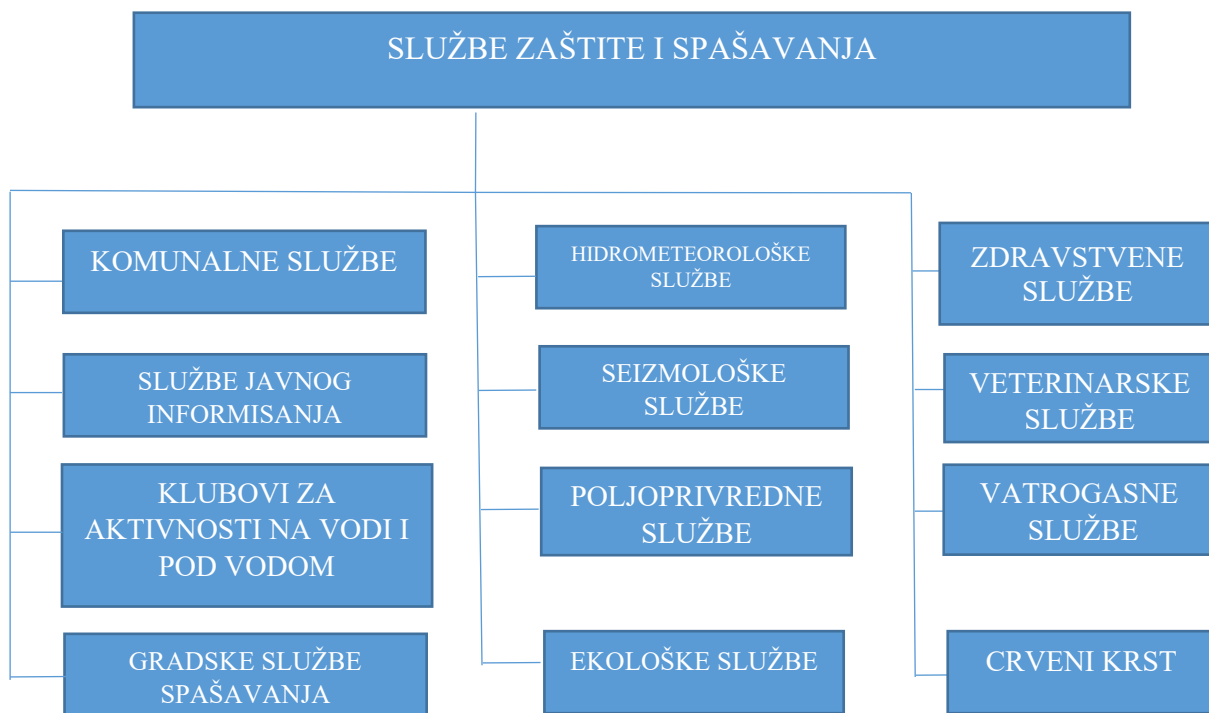 SLUŽBE ZAŠTITE I SPAŠAVANJA
KOMUNALNE SLUŽBE
SLUŽBE JAVNOG
INFORMISANJA
KLUBOVI ZA
AKTIVNOSTI NA VODI I
POD VODOM
GRADSKE SLUŽBE
SPAŠAVANJA
HIDROMETEOROLOŠKE
SLUŽBE
SEIZMOLOŠKE
SLUŽBE
POLJOPRIVREDNE
SLUŽBE
EKOLOŠKE SLUŽBE
ZDRAVSTVENE
SLUŽBE
VETERINARSKE
SLUŽBE
VATROGASNE
SLUŽBE
CRVENI KRST